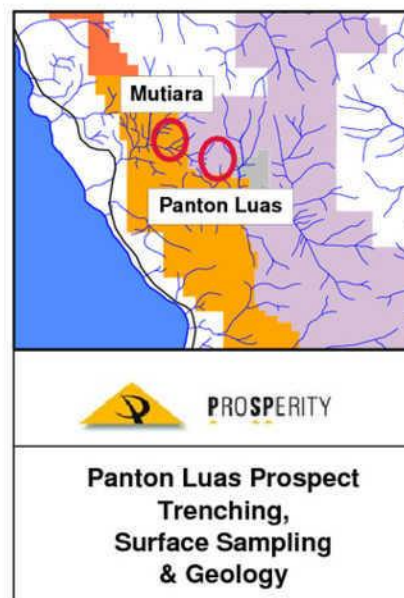 Mutiara
Panton Luas
PROSPERITY
Panton Luas Prospect
Trenching,
Surface Sampling
& Geology